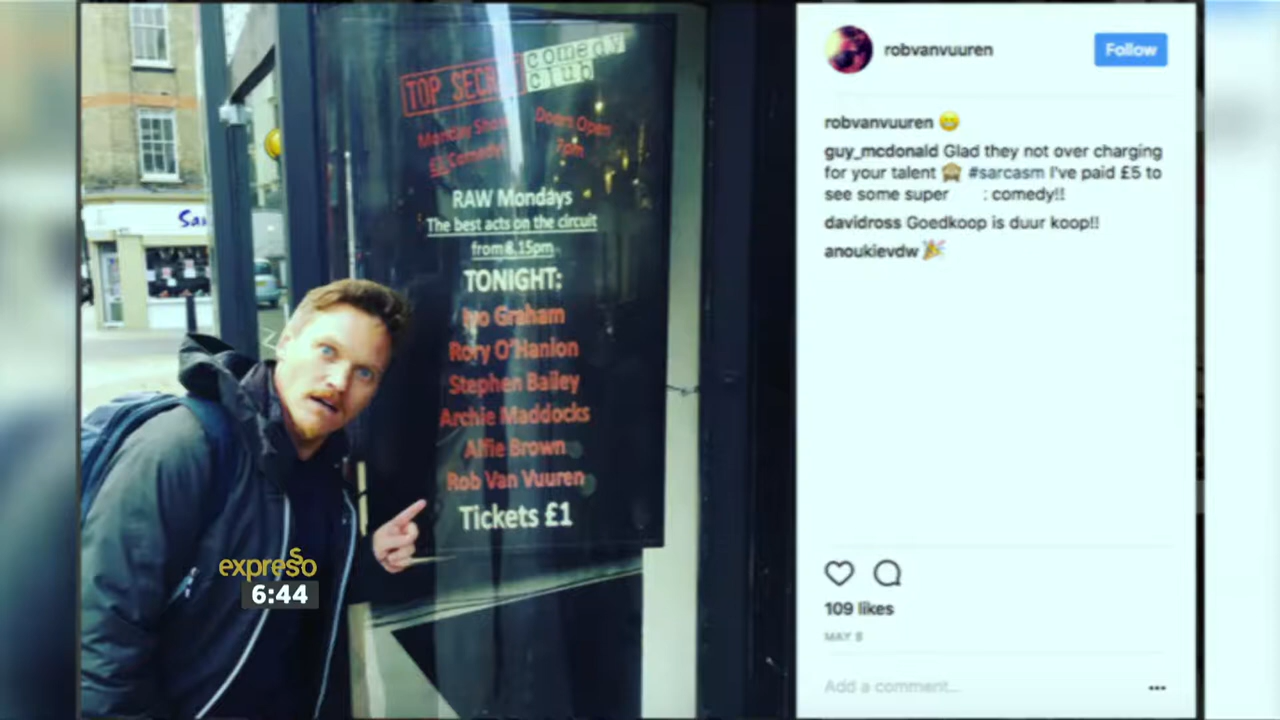 TOP SECRET comedy
club
Monday Show
£1 Comedy!
Doors Open
7pm
RAW Mondays
The best acts on the circuit
from 8.15pm
TONIGHT:
Ivo Graham
Rory O'Hanlon
Stephen Bailey
Archie Maddocks
Alfie Brown
Rob Van Vuuren
Tickets £1
expresso
6:44
robvanvuuren
Follow
robvanvuuren 😅
guy_mcdonald Glad they not over charging
for your talent 🙈 #sarcasm I've paid £5 to
see some super : comedy!!
davidross Goedkoop is duur koop!!
anoukievdw 🎉
109 likes
MAY 8
Add a comment...